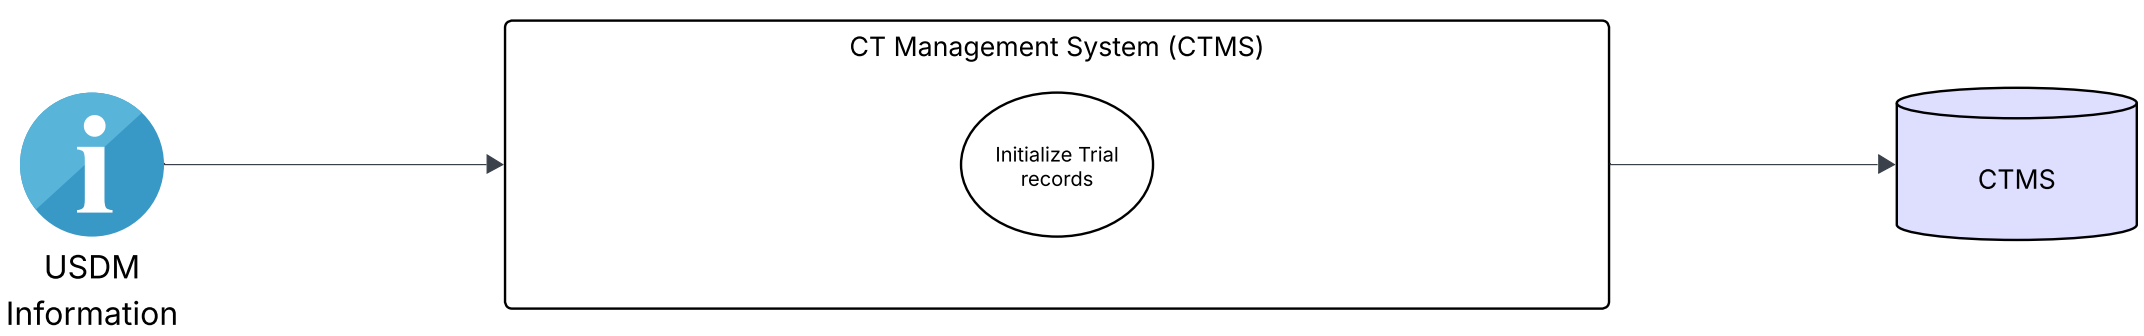 CT Management System (CTMS)
Initialize Trial
records
CTMS
USDM
Information